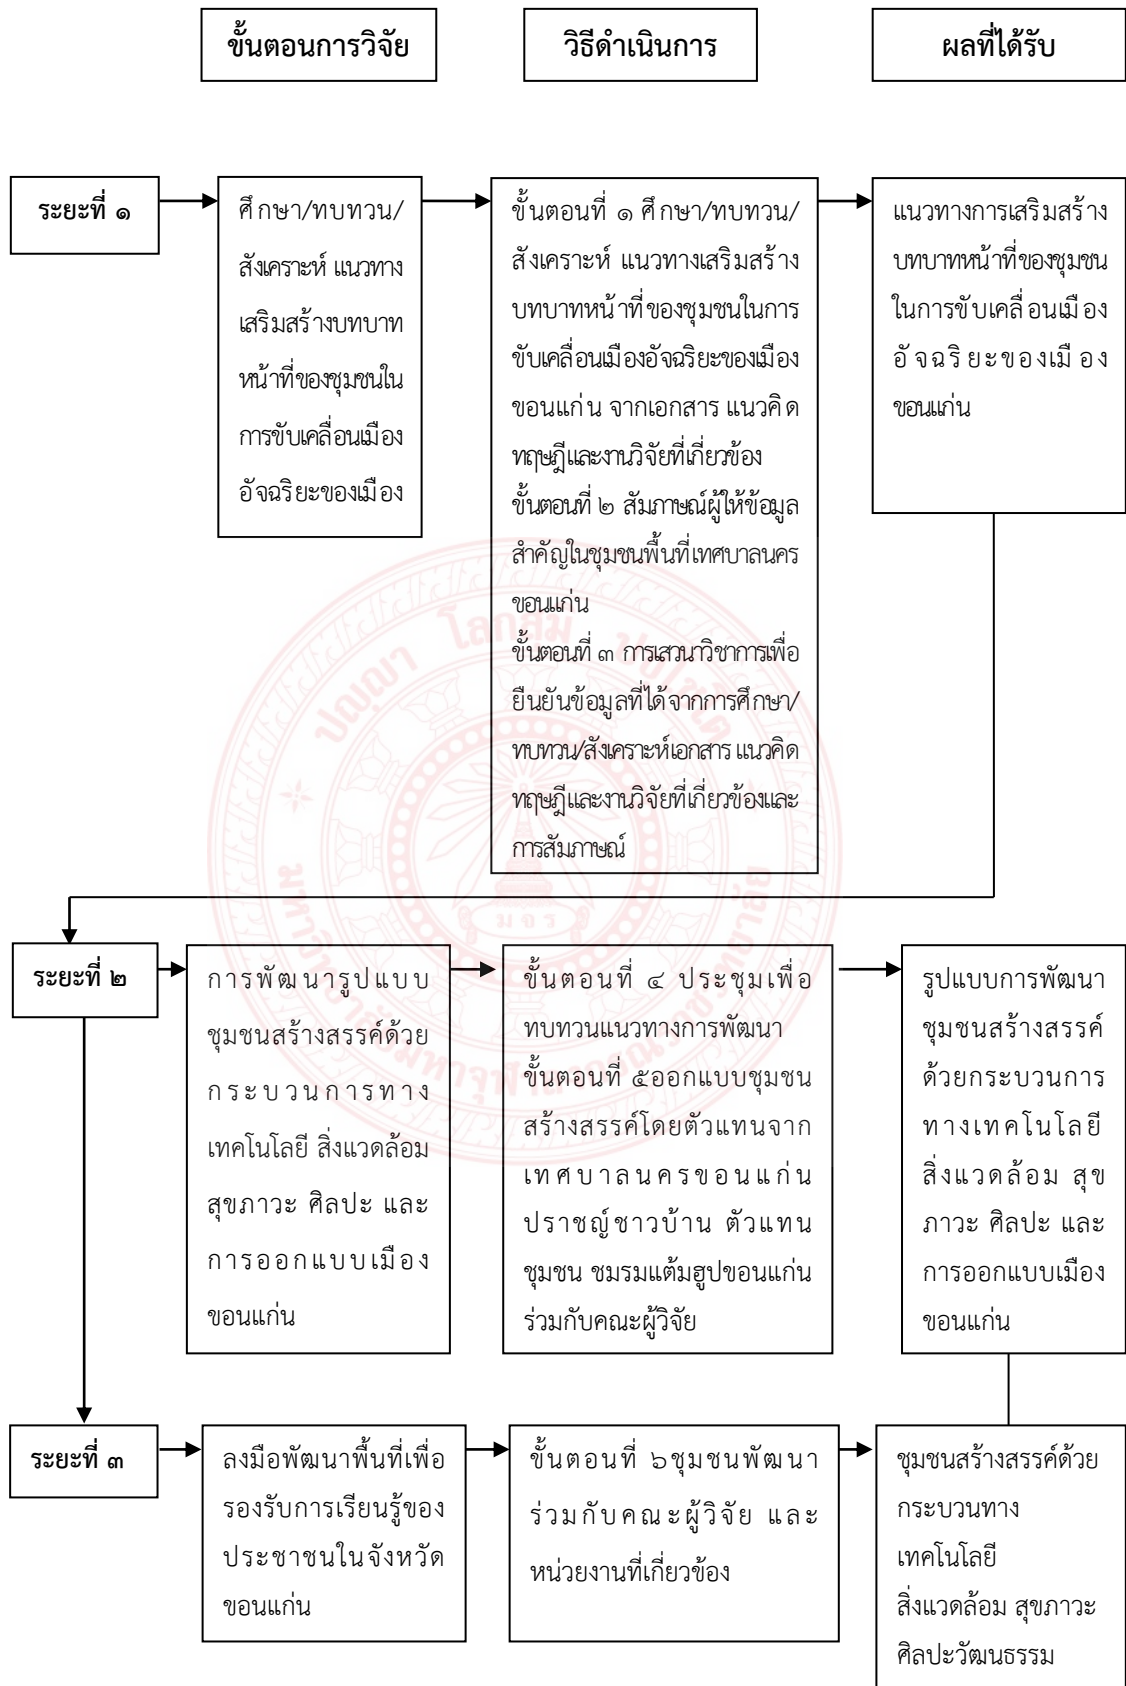 ขั้นตอนการวิจัย
วิธีดำเนินการ
ผลที่ได้รับ
ระยะที่ ๑
ศึกษา/ทบทวน/
สังเคราะห์ แนวทาง
เสริมสร้างบทบาท
หน้าที่ของชุมชนใน
การขับเคลื่อนเมือง
อัจฉริยะของเมือง
ขั้นตอนที่ ๑ ศึกษา/ทบทวน/
สังเคราะห์ แนวทางเสริมสร้าง
บทบาทหน้าที่ของชุมชนในการ
ขับเคลื่อนเมืองอัจฉริยะของเมือง
ขอนแก่น จากเอกสาร แนวคิด
ทฤษฎีและงานวิจัยที่เกี่ยวข้อง
ขั้นตอนที่ ๒ สัมภาษณ์ผู้ให้ข้อมูล
สำคัญในชุมชนพื้นที่เทศบาลนคร
ขอนแก่น
ขั้นตอนที่ ๓ การเสวนาวิชาการเพื่อ
ยืนยันข้อมูลที่ได้จากการศึกษา/
ทบทวน/สังเคราะห์เอกสาร แนวคิด
ทฤษฎีและงานวิจัยที่เกี่ยวข้องและ
การสัมภาษณ์
แนวทางการเสริมสร้าง
บทบาทหน้าที่ของชุมชน
ในการขับเคลื่อนเมือง
อัจฉริยะของเมือง
ขอนแก่น
ระยะที่ ๒
การพัฒนารูปแบบ
ชุมชนสร้างสรรค์ด้วย
กระบวนการทาง
เทคโนโลยี สิ่งแวดล้อม
สุขภาวะ ศิลปะ และ
การออกแบบเมือง
ขอนแก่น
ขั้นตอนที่ ๔ ประชุมเพื่อ
ทบทวนแนวทางการพัฒนา
ขั้นตอนที่ ๕ออกแบบชุมชน
สร้างสรรค์โดยตัวแทนจาก
เทศบาลนครขอนแก่น
ปราชญ์ชาวบ้าน ตัวแทน
ชุมชน ชมรมแต้มฮูปขอนแก่น
ร่วมกับคณะผู้วิจัย
รูปแบบการพัฒนา
ชุมชนสร้างสรรค์
ด้วยกระบวนการ
ทางเทคโนโลยี
สิ่งแวดล้อม สุข
ภาวะ ศิลปะ และ
การออกแบบเมือง
ขอนแก่น
ระยะที่ ๓
ลงมือพัฒนาพื้นที่เพื่อ
รองรับการเรียนรู้ของ
ประชาชนในจังหวัด
ขอนแก่น
ขั้นตอนที่ ๖ชุมชนพัฒนา
ร่วมกับคณะผู้วิจัย และ
หน่วยงานที่เกี่ยวข้อง
ชุมชนสร้างสรรค์ด้วย
กระบวนทาง
เทคโนโลยี
สิ่งแวดล้อม สุขภาวะ
ศิลปะวัฒนธรรม
ปญฺญา โลกสฺมิ ปชฺโชโต
มจร
มหาวิทยาลัยมหาจุฬาลงกรณราชวิทยาลัย